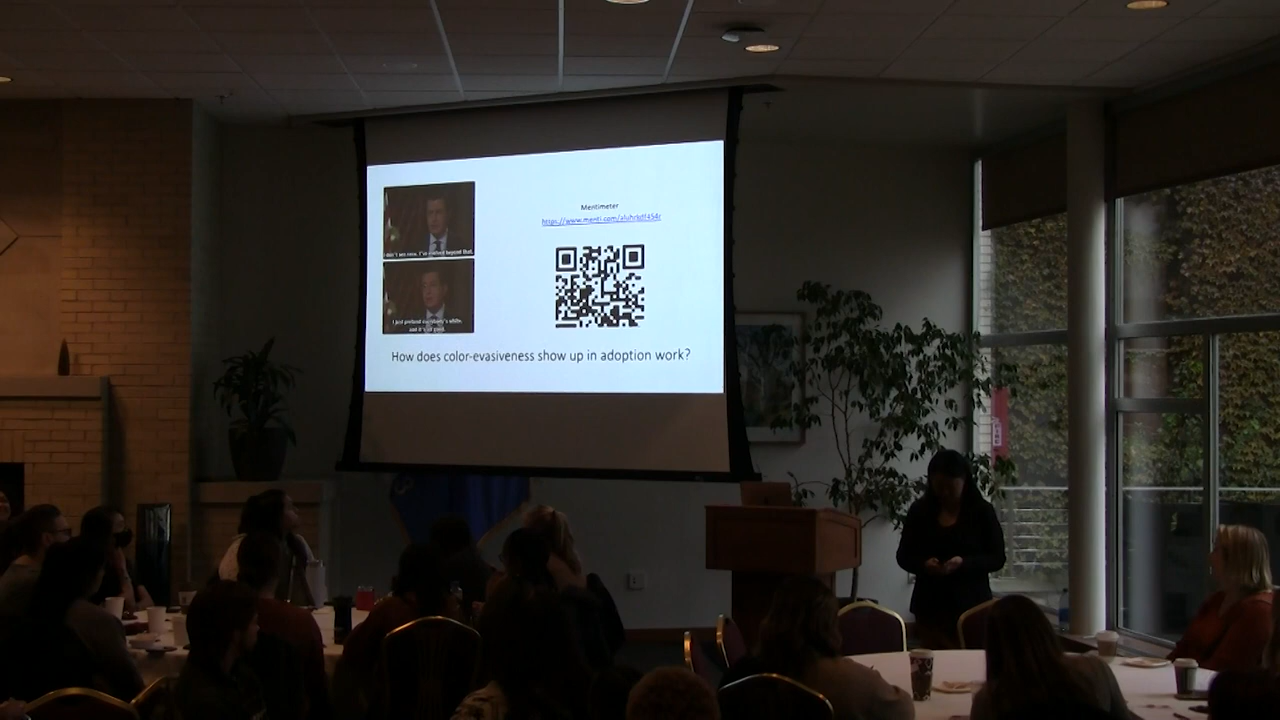 I don't see race. I've evolved beyond that.
I just pretend everybody's white
and it's all good.
Mentimeter
How does color-evasiveness show up in adoption work?